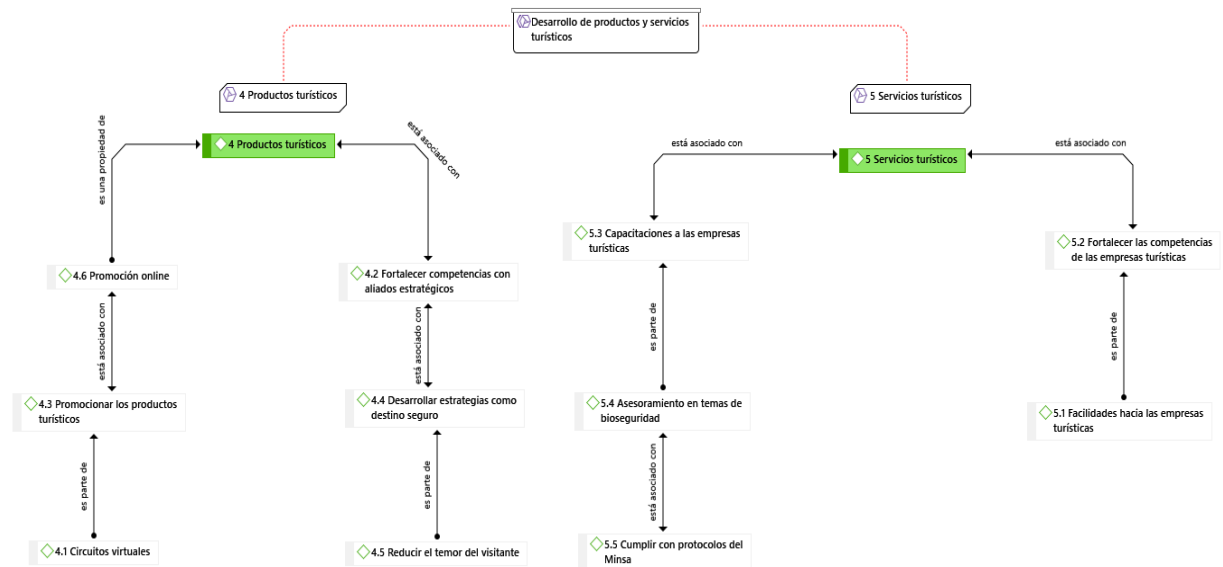 Desarrollo de productos y servicios
turísticos
4 Productos turísticos
5 Servicios turísticos
es una propiedad de
4 Productos turísticos
está asociado con
está asociado con
5 Servicios turísticos
está asociado con
4.6 Promoción online
4.2 Fortalecer competencias con
aliados estratégicos
5.3 Capacitaciones a las empresas
turísticas
5.2 Fortalecer las competencias
de las empresas turísticas
está asociado con
está asociado con
es parte de
es parte de
4.3 Promocionar los productos
turísticos
4.4 Desarrollar estrategias como
destino seguro
5.4 Asesoramiento en temas de
bioseguridad
5.1 Facilidades hacia las empresas
turísticas
es parte de
es parte de
está asociado con
4.1 Circuitos virtuales
4.5 Reducir el temor del visitante
5.5 Cumplir con protocolos del
Minsa